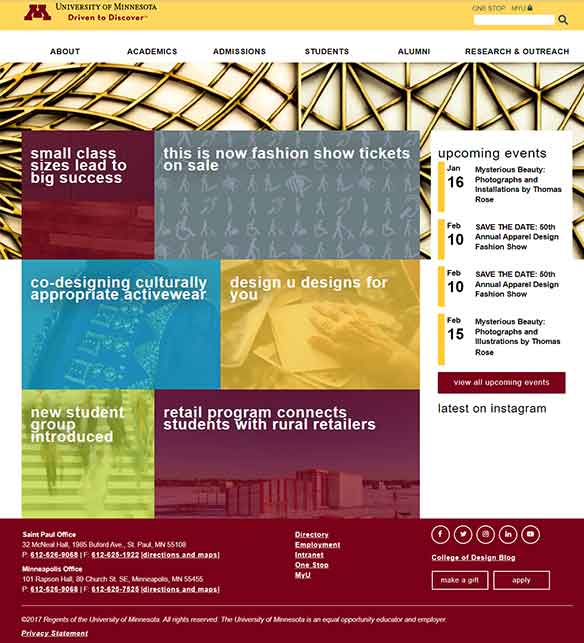 University of Minnesota
Driven to Discover℠
ONE STOP MYU
ABOUT ACADEMICS ADMISSIONS STUDENTS ALUMNI RESEARCH & OUTREACH
small class
sizes lead to
big success
this is now fashion show tickets
on sale
co-designing culturally
appropriate activewear
design u designs for
you
new student
group
introduced
retail program connects
students with rural retailers
upcoming events
Jan
16
Mysterious Beauty:
Photographs and
Installations by Thomas
Rose
Feb
10
SAVE THE DATE: 50th
Annual Apparel Design
Fashion Show
Feb
10
SAVE THE DATE: 50th
Annual Apparel Design
Fashion Show
Feb
15
Mysterious Beauty:
Photographs and
Illustrations by Thomas
Rose
view all upcoming events
latest on instagram
Saint Paul Office
32 McNeal Hall, 1985 Buford Ave., St. Paul, MN 55108
P: 612-626-9068 | F: 612-625-1922 |directions and maps|
Minneapolis Office
101 Rapson Hall, 89 Church St. SE, Minneapolis, MN 55455
P: 612-626-9068 | F: 612-625-7525 |directions and maps|
Directory
Employment
Intranet
One Stop
MyU
College of Design Blog
make a gift apply
©2017 Regents of the University of Minnesota. All rights reserved. The University of Minnesota is an equal opportunity educator and employer.
Privacy Statement